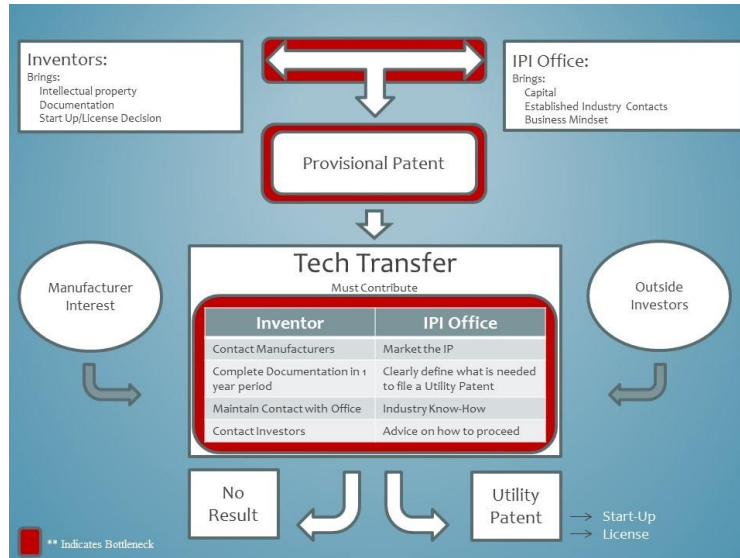 Inventors:
Brings:
Intellectual property
Documentation
Start Up/License Decision
IPI Office:
Brings:
Capital
Established Industry Contacts
Business Mindset
Provisional Patent
Manufacturer
Interest
Tech Transfer
Must Contribute
Inventor IPI Office
Contact Manufacturers Market the IP
Complete Documentation in 1 Clearly define what is needed
year period to file a Utility Patent
Maintain Contact with Office Industry Know-How
Contact Investors Advice on how to proceed
Outside
Investors
No
Result
Utility
Patent
→ Start-Up
→ License
** Indicates Bottleneck